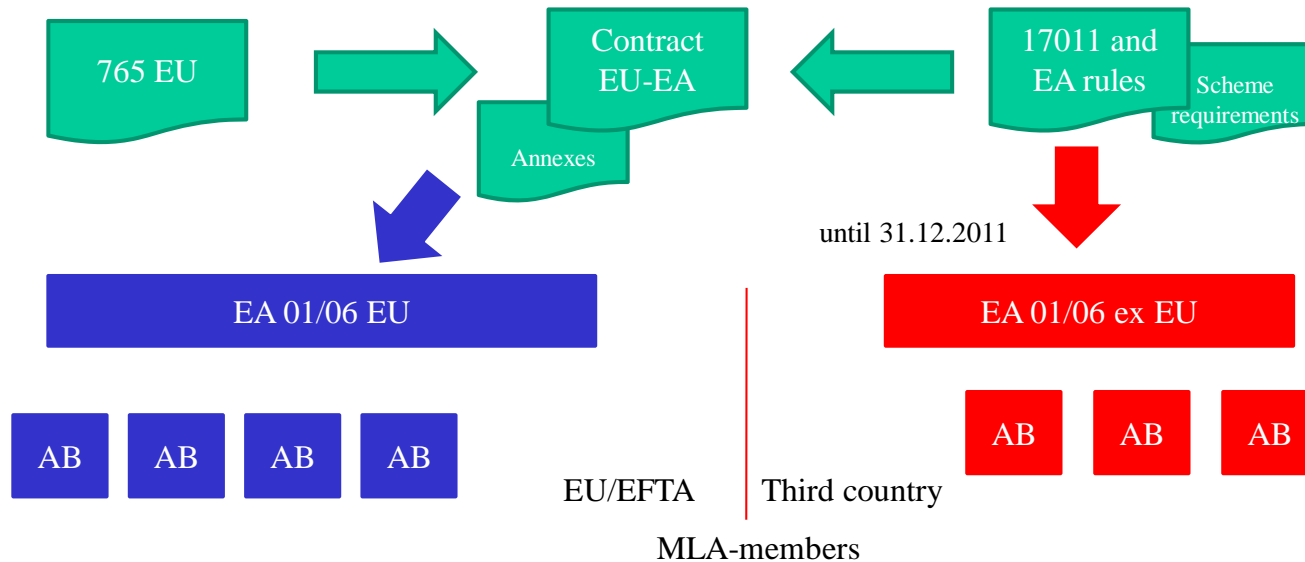 765 EU
Contract
EU-EA
Annexes
17011 and
EA rules
Scheme
requirements
until 31.12.2011
EA 01/06 EU
EA 01/06 ex EU
AB
AB
AB
AB
AB
AB
AB
EU/EFTA
Third country
MLA-members